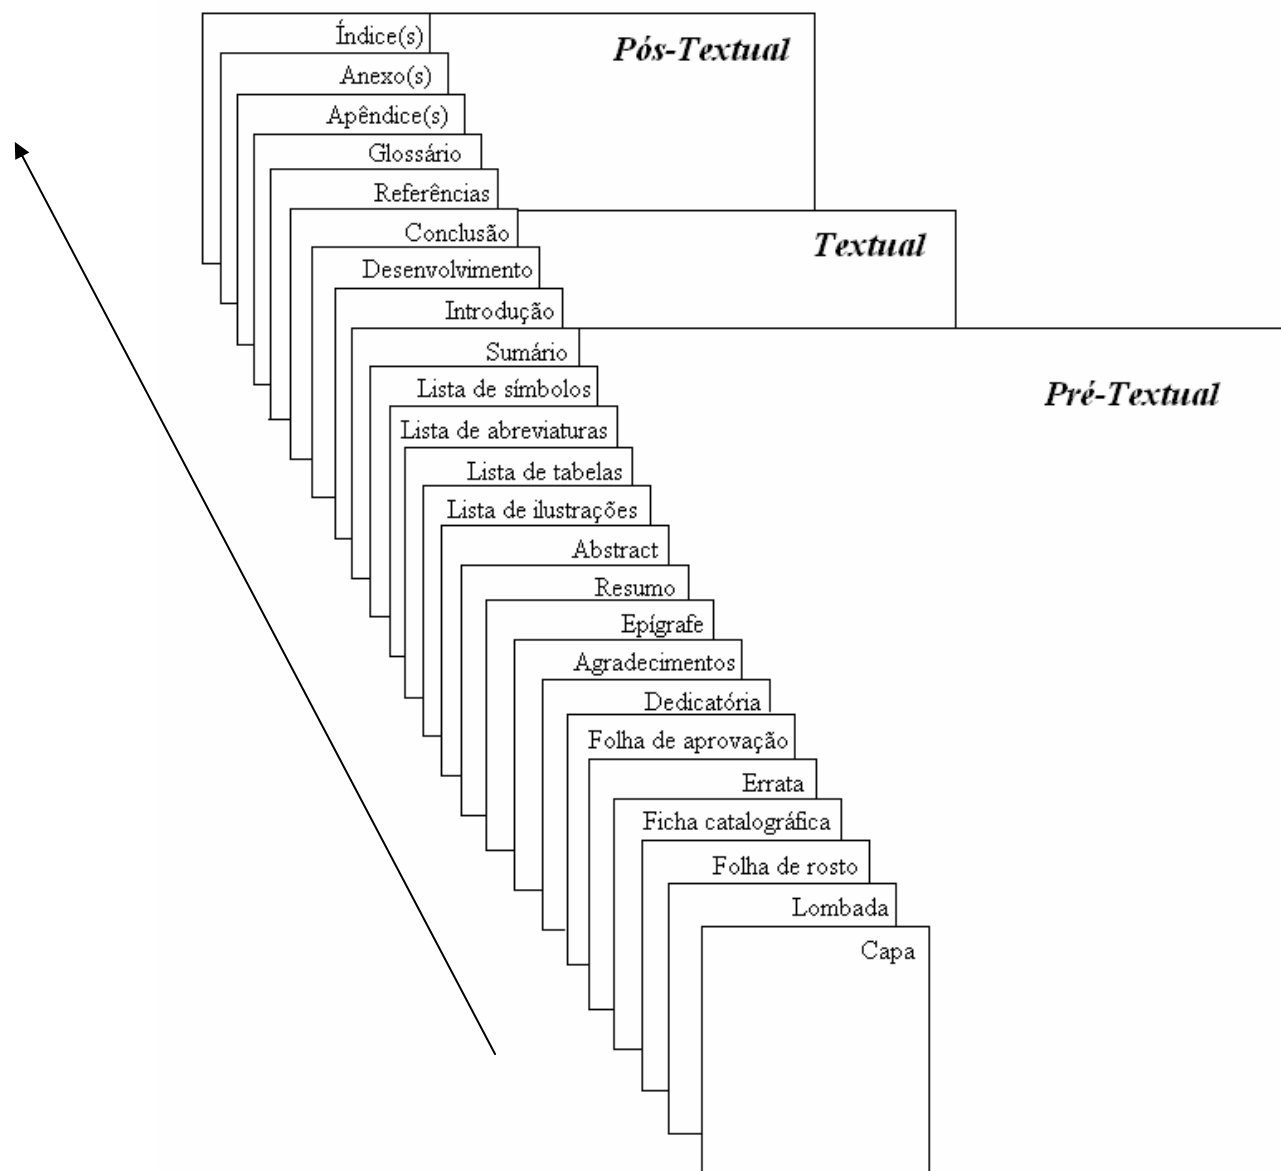 Índice(s)
Pós-Textual
Anexo(s)
Apêndice(s)
Glossário
Referências
Conclusão
Textual
Desenvolvimento
Introdução
Sumário
Lista de símbolos
Pré-Textual
Lista de abreviaturas
Lista de tabelas
Lista de ilustrações
Abstract
Resumo
Epígrafe
Agradecimentos
Dedicatória
Folha de aprovação
Errata
Ficha catalográfica
Folha de rosto
Lombada
Capa